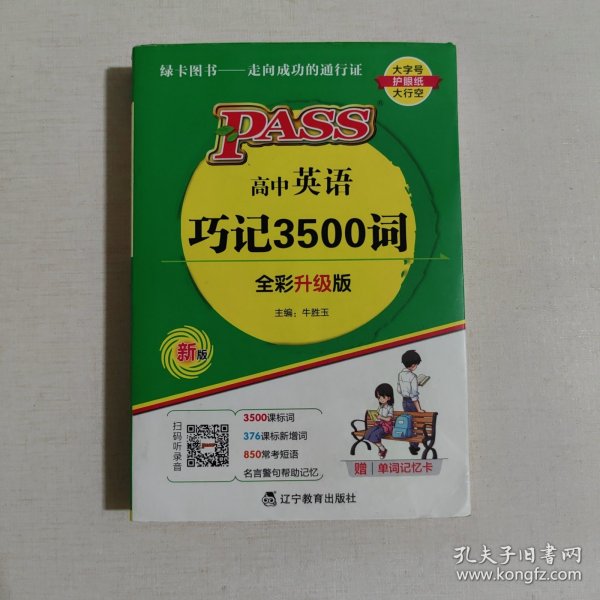 绿卡图书——走向成功的通行证
大字号
护眼纸
大行空
PASS®
高中英语
巧记3500词
全彩升级版
主编：牛胜玉
新版
扫码听录音
PASS
3500课标词
376课标新增词
850常考短语
名言警句帮助记忆
赠 单词记忆卡
辽宁教育出版社
孔夫子旧书网
www.kongfz.com